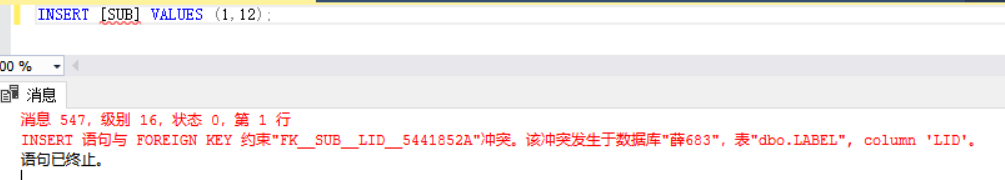 INSERT [SUB] VALUES (1,12);
00 %
消息
消息 547，级别 16，状态 0，第 1 行
INSERT 语句与 FOREIGN KEY 约束"FK__SUB__LID__5441852A"冲突。该冲突发生于数据库"薛683"，表"dbo.LABEL", column 'LID'。
语句已终止。